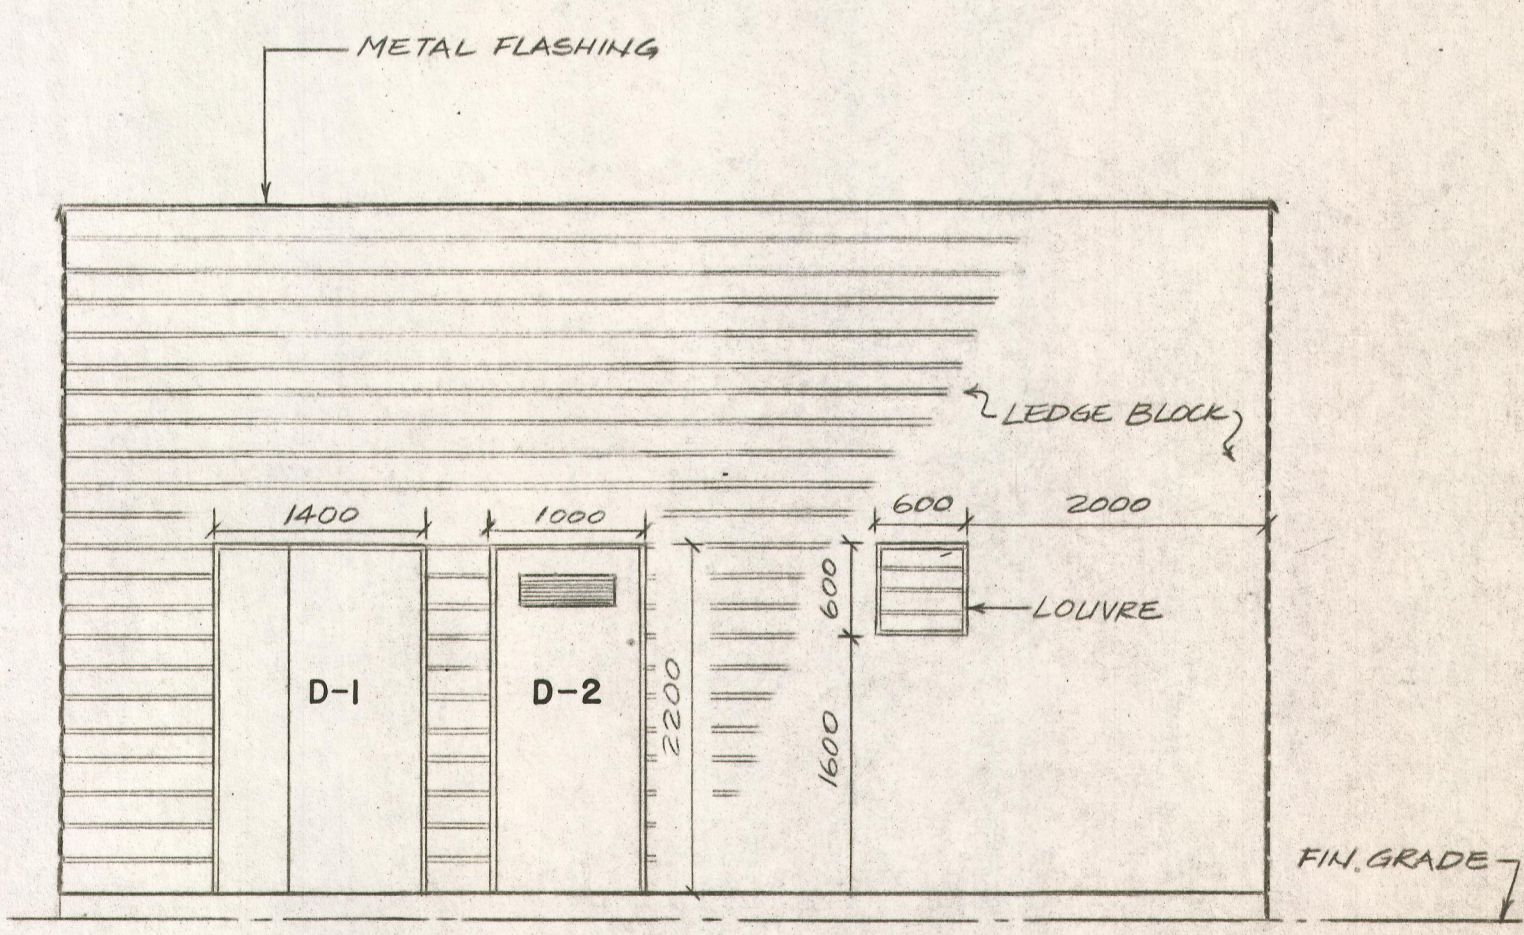 METAL FLASHING
LEDGE BLOCK
1400
1000
600
2000
600
LOUVRE
D-1
D-2
2200
1600
FIN. GRADE